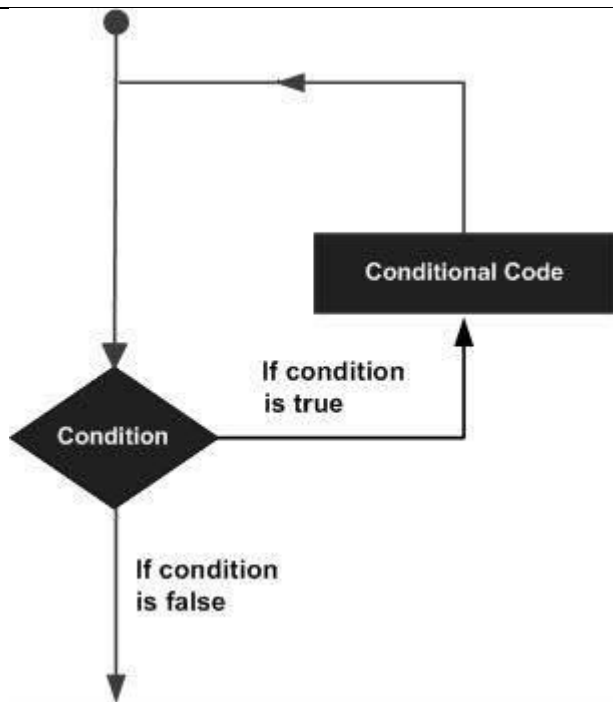 Conditional Code
If condition
is true
Condition
If condition
is false